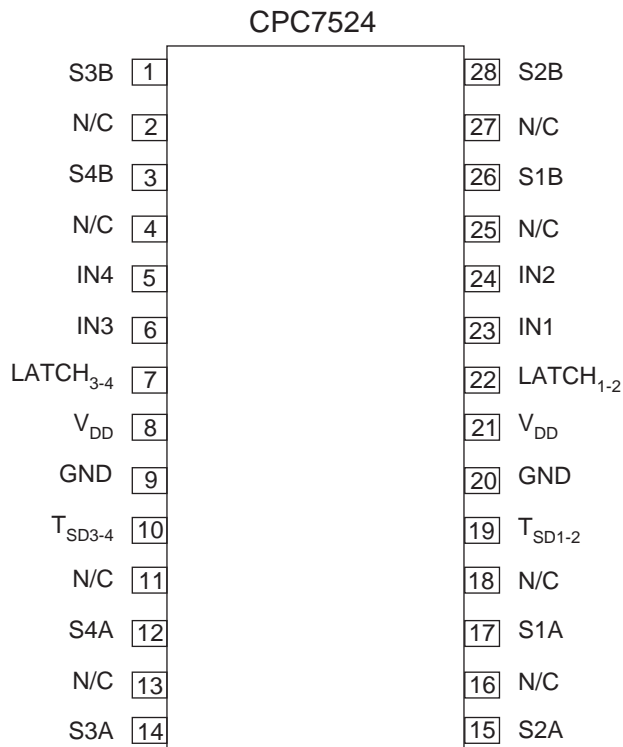 CPC7524
S3B 1 28 S2B
N/C 2 27 N/C
S4B 3 26 S1B
N/C 4 25 N/C
IN4 5 24 IN2
IN3 6 23 IN1
LATCH3-4 7 22 LATCH1-2
VDD 8 21 VDD
GND 9 20 GND
TSD3-4 10 19 TSD1-2
N/C 11 18 N/C
S4A 12 17 S1A
N/C 13 16 N/C
S3A 14 15 S2A